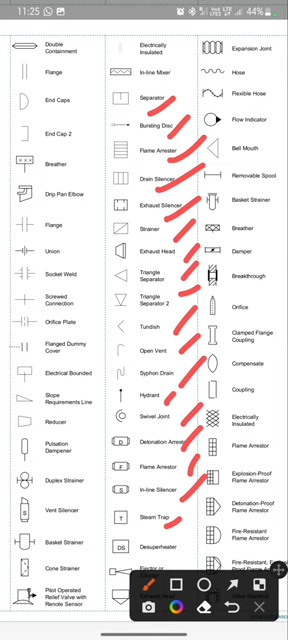 11:25
44%
Double
Containment
Flange
End Caps
End Cap 2
Breather
Drip Pan Elbow
Flange
Union
Socket Weld
Screwed
Connection
Orifice Plate
Flanged Dummy
Cover
Electrical Bounded
Slope
Requirements Line
Reducer
Pulsation
Dampener
Duplex Strainer
S
Vent Silencer
Basket Strainer
Cone Strainer
Pilot Operated
Relief Valve with
Remote Sensor
Electrically
Insulated
In-line Mixer
Separator
Bursting Disc
Flame Arrester
Drain Silencer
Exhaust Silencer
Strainer
Exhaust Head
Triangle
Separator
Triangle
Separator 2
Tundish
Open Vent
Syphon Drain
Hydrant
Swivel Joint
D
Detonation Arrester
F
Flame Arrestor
S
In-line Silencer
T
Steam Trap
DS
Desuperheater
Ejector or
Expansion Joint
Hose
Flexible Hose
Flow Indicator
Bell Mouth
Removable Spool
Basket Strainer
Breather
Damper
Breakthrough
Orifice
Clamped Flange
Coupling
Compensate
Coupling
Electrically
Insulated
Flame Arrestor
Explosion-Proof
Flame Arrestor
Detonation-Proof
Flame Arrestor
Fire-Resistant
Flame Arrestor
Fire-Resistant,